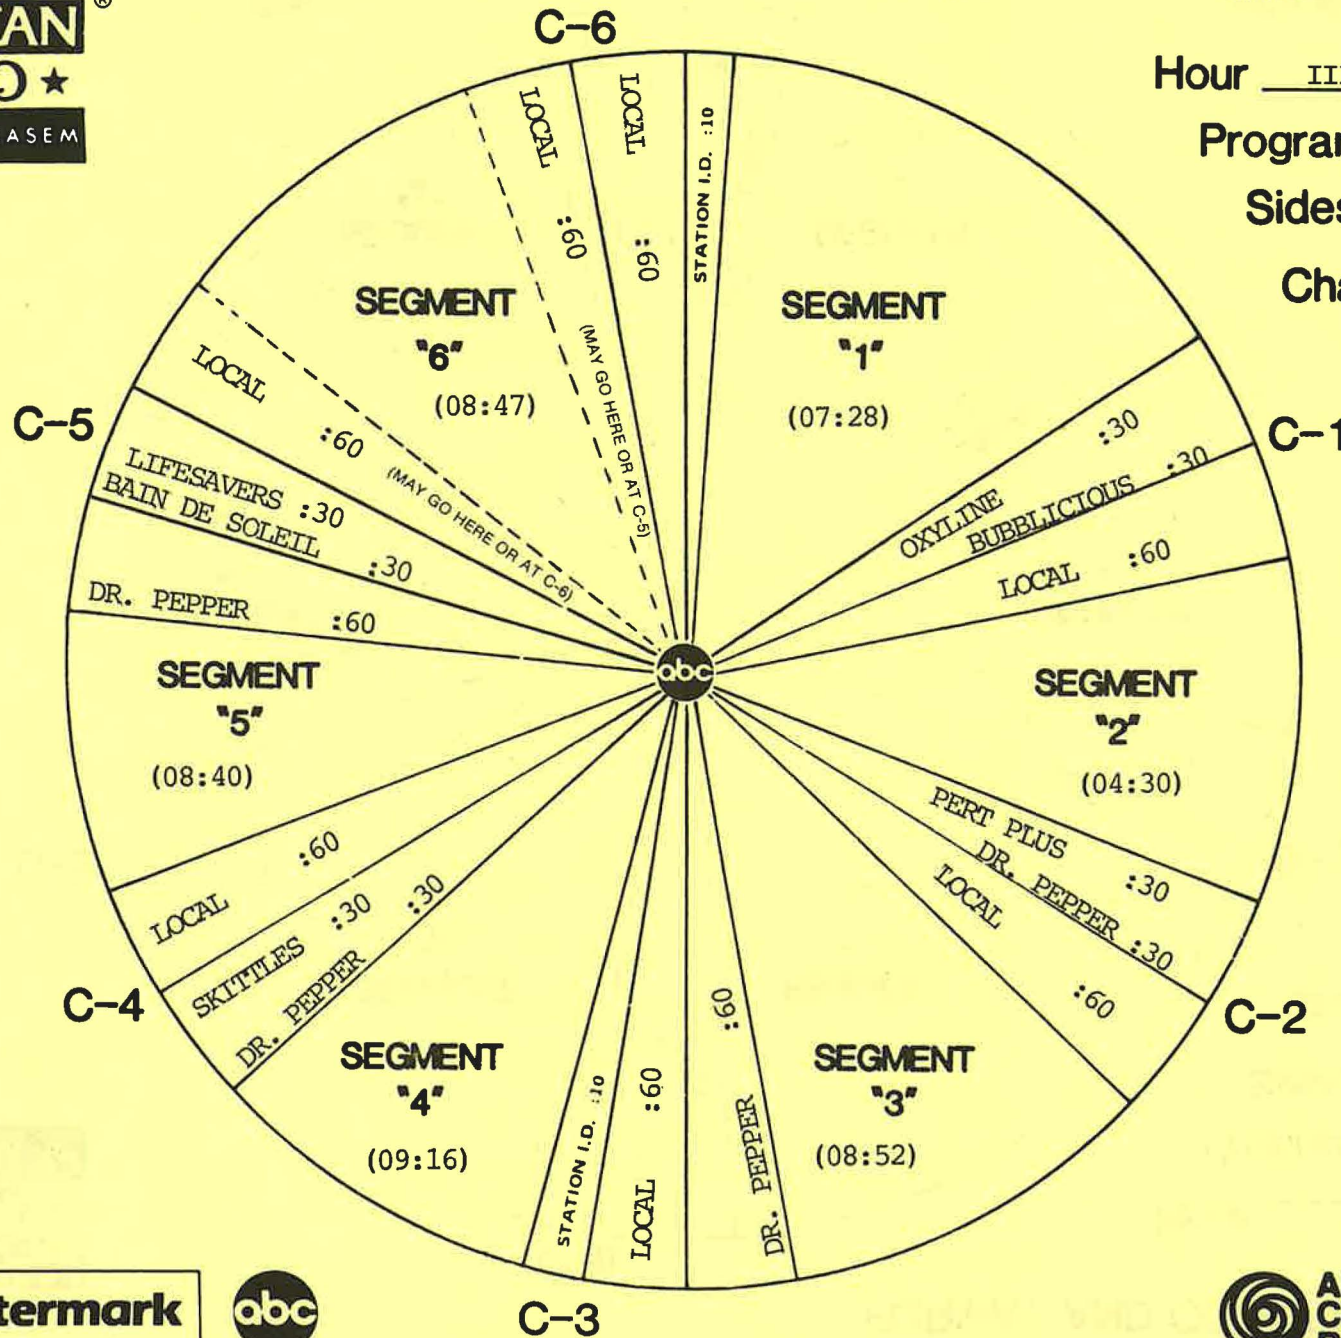 ®
ASEM
C-6
Hour III
LOCAL :60
LOCAL :60
(MAY GO HERE OR AT C-5)
STATION I.D. :10
SEGMENT
"1"
(07:28)
OXYLINE :30
C-1
BUBBLICIOUS :30
LOCAL :60
SEGMENT
"2"
(04:30)
PERT PLUS :30
DR. PEPPER :30
C-2
LOCAL :60
SEGMENT
"3"
(08:52)
DR. PEPPER :60
C-3
LOCAL :60
STATION I.D. :10
SEGMENT
"4"
(09:16)
DR. PEPPER :30
SKITTLES :30
C-4
LOCAL :60
SEGMENT
"5"
(08:40)
DR. PEPPER :60
BAIN DE SOLEIL :30
LIFESAVERS :30
C-5
LOCAL :60
(MAY GO HERE OR AT C-6)
SEGMENT
"6"
(08:47)
abc
termark
abc